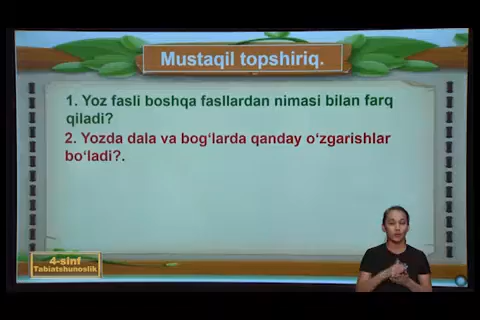 Mustaqil topshiriq.
1. Yoz fasli boshqa fasllardan nimasi bilan farq
qiladi?
2. Yozda dala va bog‘larda qanday o‘zgarishlar
bo‘ladi?.
4-sinf
Tabiatshunoslik